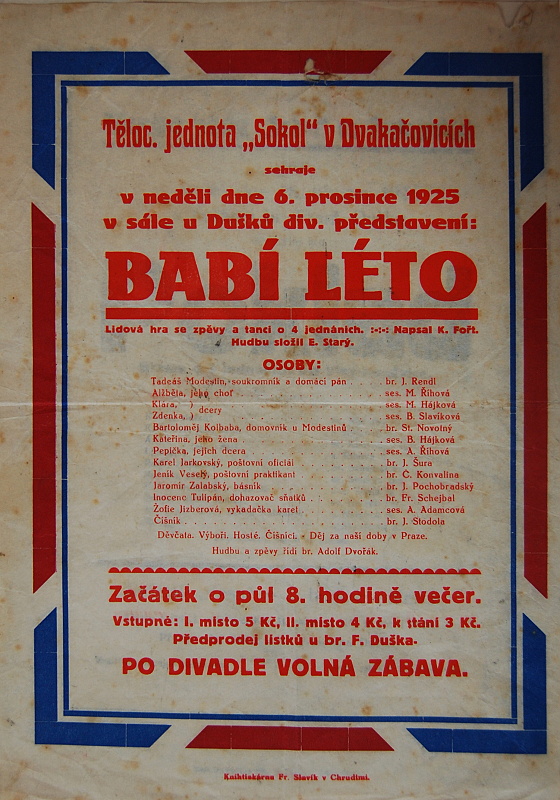 Těloc. jednota „Sokol“ v Dvakačovicích
sehraje
v neděli dne 6. prosince 1925
v sále u Dušků div. představení:
BABÍ LÉTO
Lidová hra se zpěvy a tanci o 4 jednáních. :-:-: Napsal K. Fořt.
Hudbu složil E. Starý.
OSOBY:
Tadeáš Modestin, soukromník a domácí pán . . . br. J. Rendl
Alžběta, jeho choť . . . ses. M. Říhová
Klára, ) dcery . . . ses. M. Hájková
Zdenka, ) . . . ses. B. Slavíková
Bartoloměj Kolbaba, domovník u Modestinů . . . br. St. Novotný
Kateřina, jeho žena . . . ses. B. Hájková
Pepička, jejich dcera . . . ses. A. Říhová
Karel Jarkovský, poštovní oficiál . . . br. J. Šura
Jeník Veselý, poštovní praktikant . . . br. Č. Konvalina
Jaromír Zalabský, básník . . . br. J. Pochobradský
Inocenc Tulipán, dohazovač sňatků . . . br. Fr. Schejbal
Žofie Jizberová, vykadačka karel . . . ses. A. Adamcová
Číšník . . . br. J. Stodola
Děvčata. Výboři. Hosté. Číšníci. - Děj za naší doby v Praze.
Hudbu a zpěvy řídí br. Adolf Dvořák.
Začátek o půl 8. hodině večer.
Vstupné: I. místo 5 Kč, II. místo 4 Kč, k stání 3 Kč.
Předprodej lístků u br. F. Duška.
PO DIVADLE VOLNÁ ZÁBAVA.
Knihtiskárna Fr. Slavík v Chrudimi.